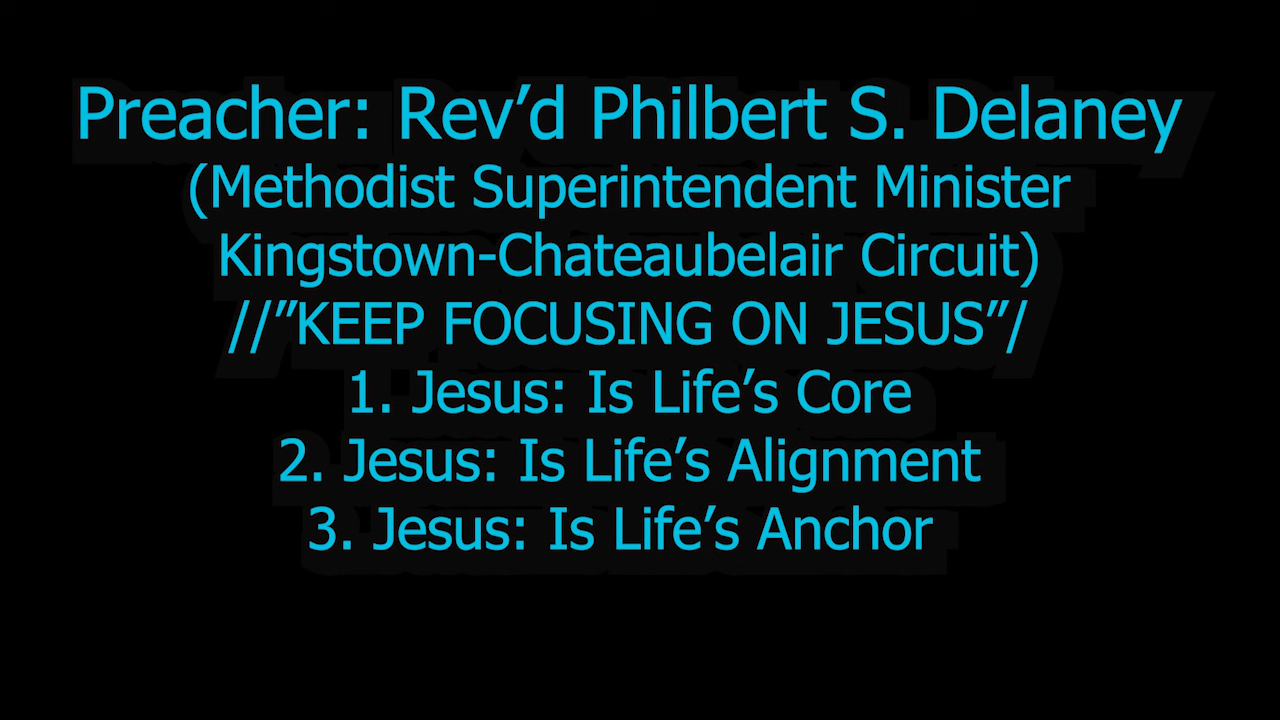 Preacher: Rev’d Philbert S. Delaney
(Methodist Superintendent Minister
Kingstown-Chateaubelair Circuit)
//”KEEP FOCUSING ON JESUS”/
1. Jesus: Is Life’s Core
2. Jesus: Is Life’s Alignment
3. Jesus: Is Life’s Anchor